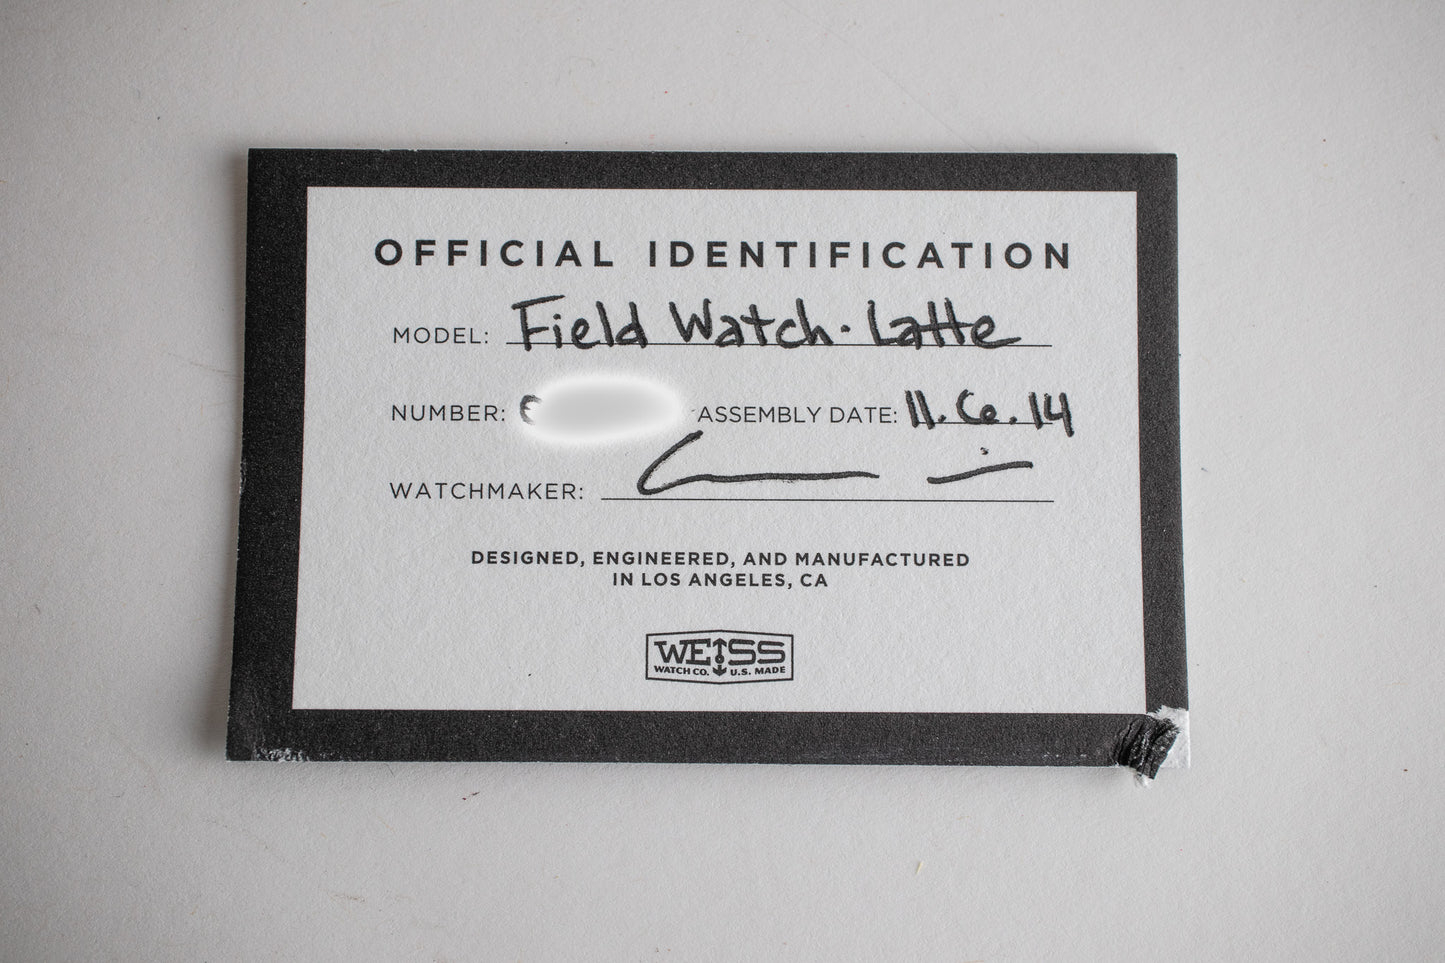 OFFICIAL IDENTIFICATION
MODEL: Field Watch · Latte
NUMBER: ASSEMBLY DATE: 11.6.14
WATCHMAKER:
DESIGNED, ENGINEERED, AND MANUFACTURED
IN LOS ANGELES, CA
WEISS
WATCH CO. U.S. MADE